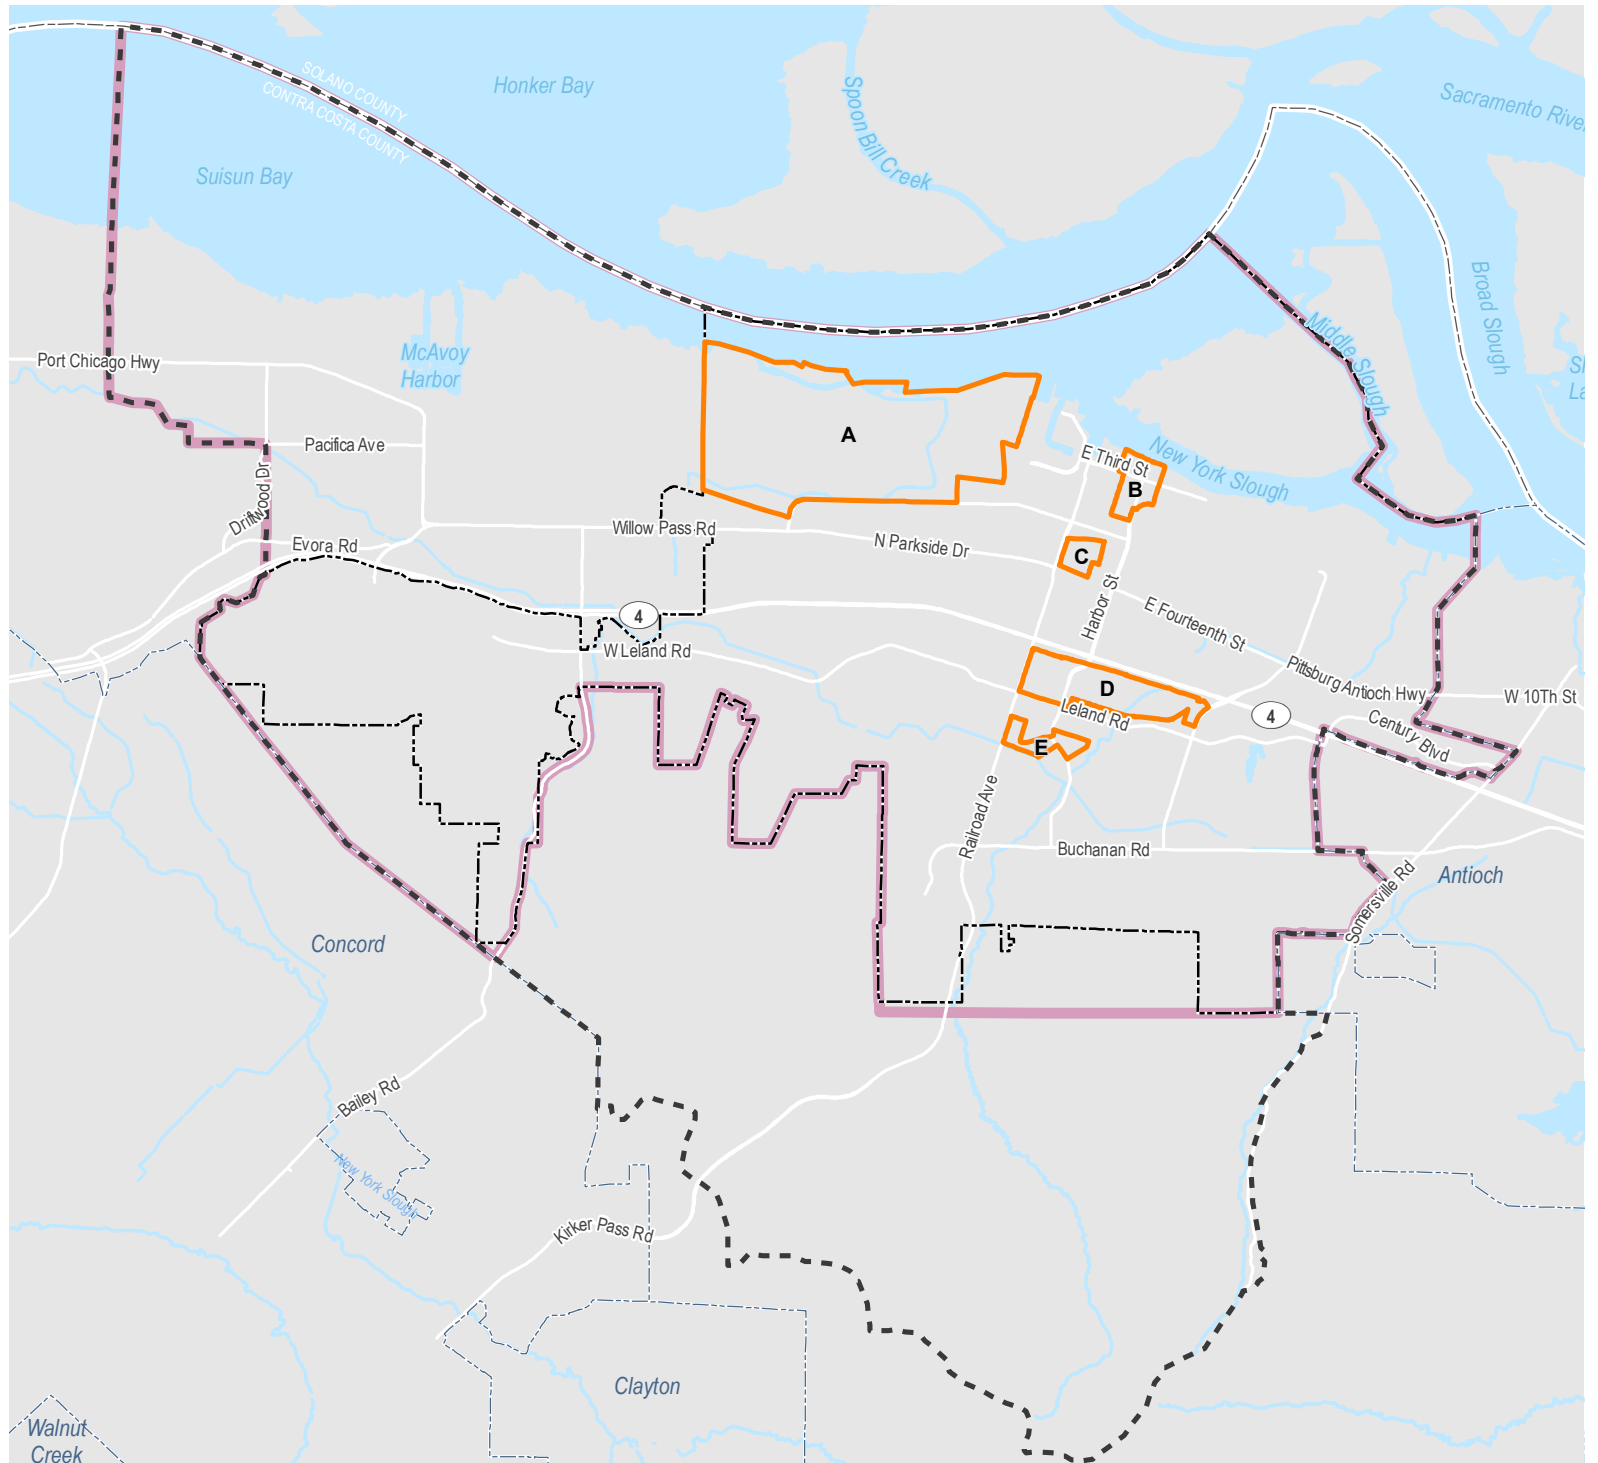 SOLANO COUNTY
CONTRA COSTA COUNTY
Honker Bay
Spoon Bill Creek
Sacramento River
Suisun Bay
Broad Slough
Middle Slough
Port Chicago Hwy
McAvoy
Harbor
A
Pacifica Ave
E Third St
New York Slough
B
Driftwood Dr
Willow Pass Rd
N Parkside Dr
Evora Rd
C
Harbor St
4
E Fourteenth St
W Leland Rd
Pittsburg Antioch Hwy
W 10Th St
D
Leland Rd
4
Century Blvd
E
Railroad Ave
Buchanan Rd
Somersville Rd
Antioch
Concord
Bailey Rd
New York Slough
Kirker Pass Rd
Clayton
Walnut
Creek